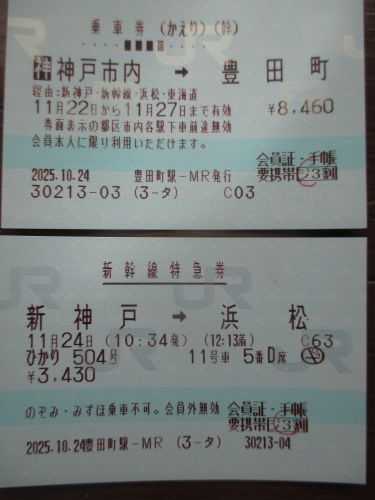 乗車券 (かえり) (幹)
神 神戸市内 → 豊田町
経由:新神戸・新幹線・浜松・東海道
11月22日から11月27日まで有効 ¥8,460
券面表示の都区市内各駅下車前途無効
会員本人に限り利用いただけます。
会員証・手帳
要携帯 ジ3割
2025.10.24 豊田町駅-MR発行
30213-03 (3-タ) C03
新幹線特急券
新神戸 → 浜松
11月24日 (10:34発) (12:13着) C63
ひかり 504号 11号車 5番D席
¥3,430
のぞみ・みずほ乗車不可。会員外無効
会員証・手帳
要携帯 ジ3割
2025.10.24豊田町駅-MR (3-タ) 30213-04